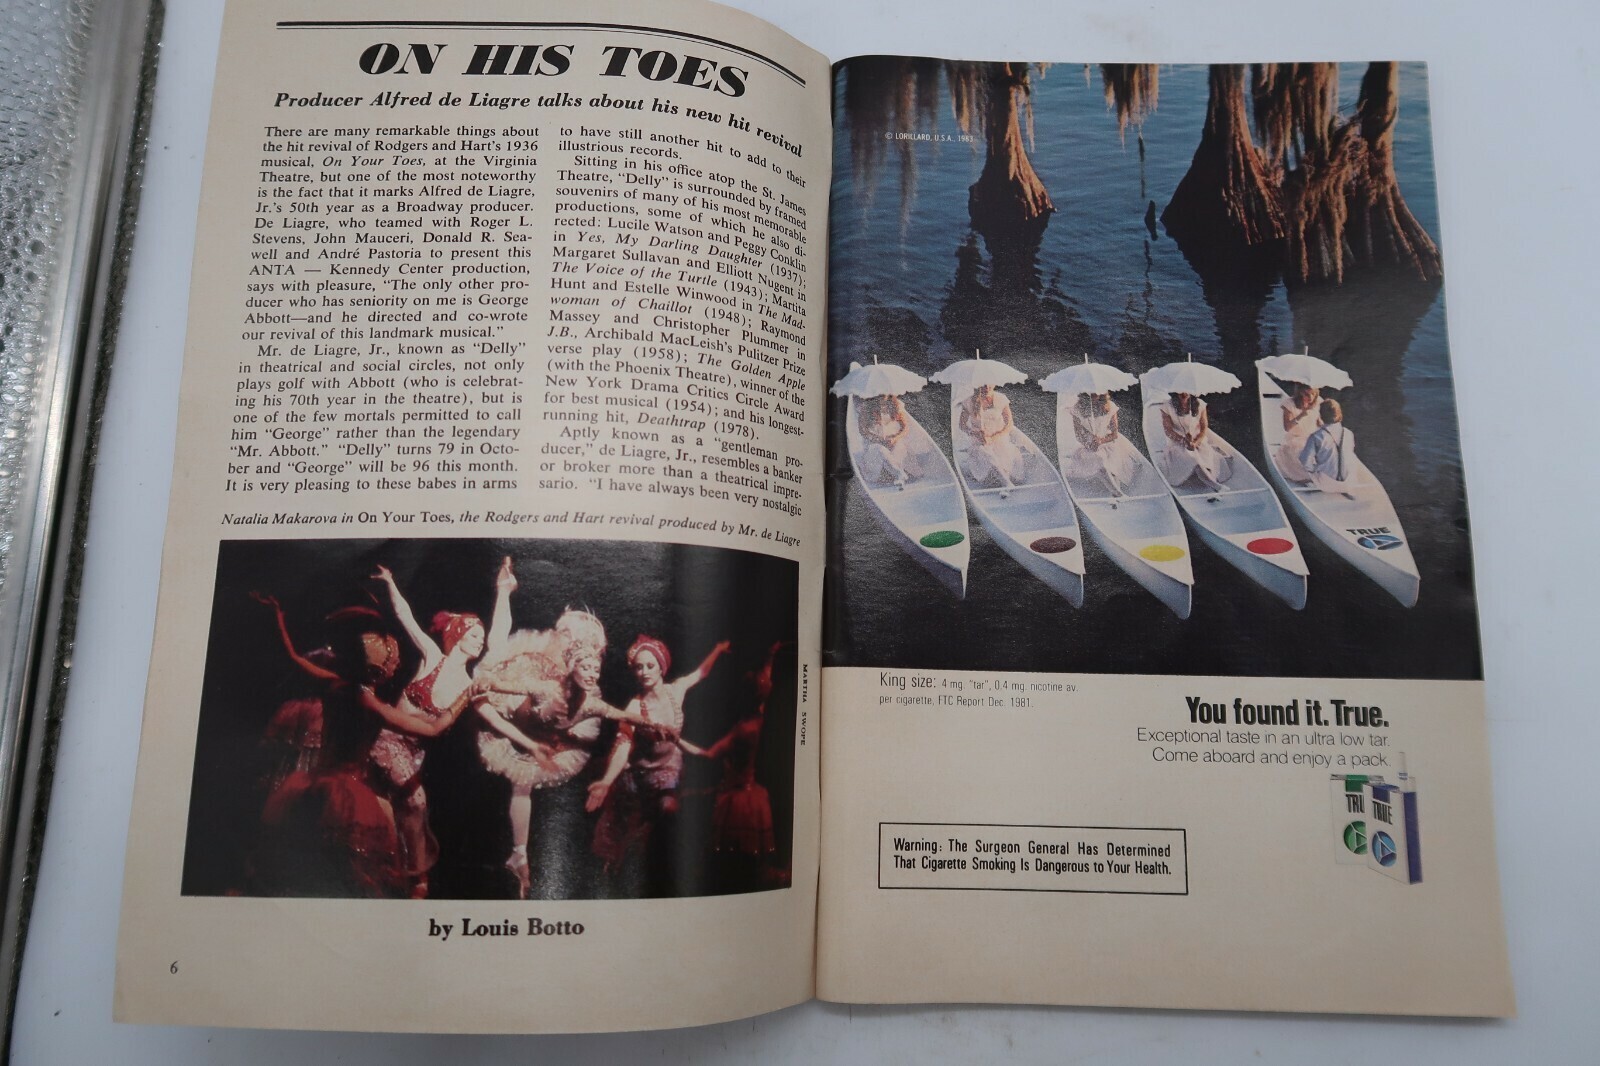 ON HIS TOES
Producer Alfred de Liagre talks about his new hit revival
There are many remarkable things about
the hit revival of Rodgers and Hart's 1936
musical, On Your Toes, at the Virginia
Theatre, but one of the most noteworthy
is the fact that it marks Alfred de Liagre,
Jr.'s 50th year as a Broadway producer.
De Liagre, who teamed with Roger L.
Stevens, John Mauceri, Donald R. Sea-
well and André Pastoria to present this
ANTA — Kennedy Center production,
says with pleasure, "The only other pro-
ducer who has seniority on me is George
Abbott—and he directed and co-wrote
our revival of this landmark musical."
Mr. de Liagre, Jr., known as "Delly"
in theatrical and social circles, not only
plays golf with Abbott (who is celebrat-
ing his 70th year in the theatre), but is
one of the few mortals permitted to call
him "George" rather than the legendary
"Mr. Abbott." "Delly" turns 79 in Octo-
ber and "George" will be 96 this month.
It is very pleasing to these babes in arms
to have still another hit to add to their
illustrious records.
Sitting in his office atop the St. James
Theatre, "Delly" is surrounded by framed
souvenirs of many of his most memorable
productions, some of which he also di-
rected: Lucile Watson and Peggy Conklin
in Yes, My Darling Daughter (1937);
Margaret Sullavan and Elliott Nugent in
The Voice of the Turtle (1943); Martita
Hunt and Estelle Winwood in The Mad-
woman of Chaillot (1948); Raymond
Massey and Christopher Plummer in
J.B., Archibald MacLeish's Pulitzer Prize
verse play (1958); The Golden Apple
(with the Phoenix Theatre), winner of the
New York Drama Critics Circle Award
for best musical (1954); and his longest-
running hit, Deathtrap (1978).
Aptly known as a "gentleman pro-
ducer," de Liagre, Jr., resembles a banker
or broker more than a theatrical impre-
sario. "I have always been very nostalgic
Natalia Makarova in On Your Toes, the Rodgers and Hart revival produced by Mr. de Liagre
MARTHA SWOPE
by Louis Botto
6
© LORILLARD, U.S.A., 1983
TRUE
King size: 4 mg. "tar", 0.4 mg. nicotine av.
per cigarette, FTC Report Dec. 1981.
You found it. True.
Exceptional taste in an ultra low tar.
Come aboard and enjoy a pack.
TRU
TRUE
Warning: The Surgeon General Has Determined
That Cigarette Smoking Is Dangerous to Your Health.